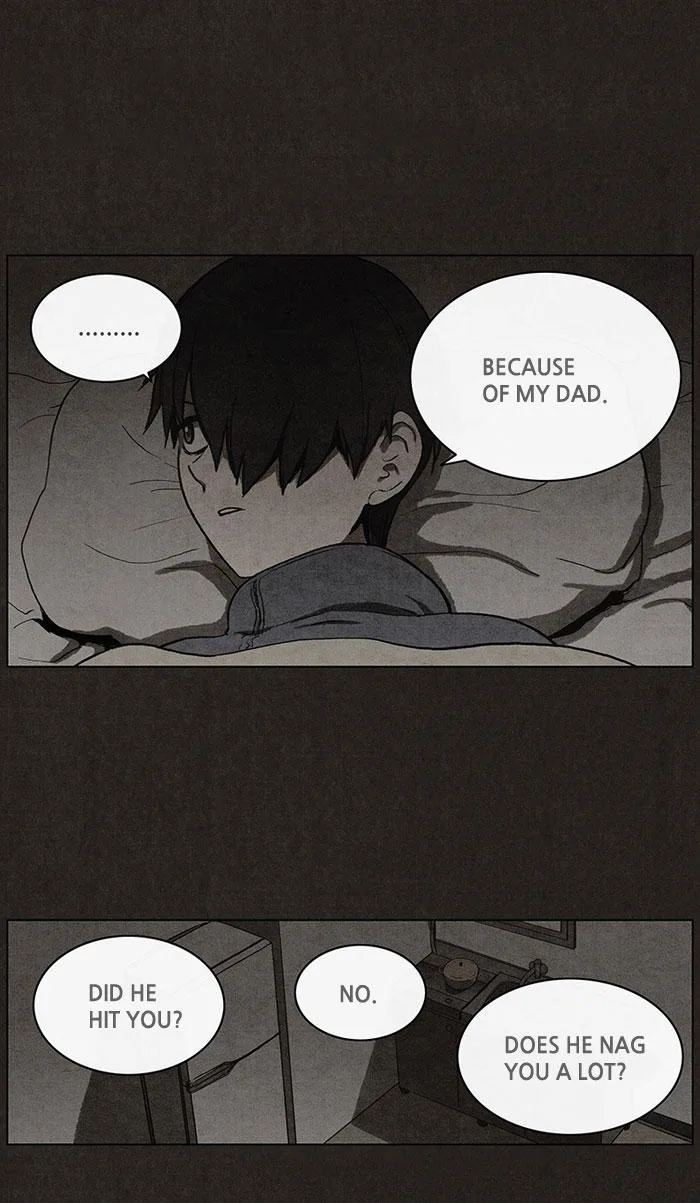 .........
BECAUSE
OF MY DAD.
DID HE
HIT YOU?
NO.
DOES HE NAG
YOU A LOT?